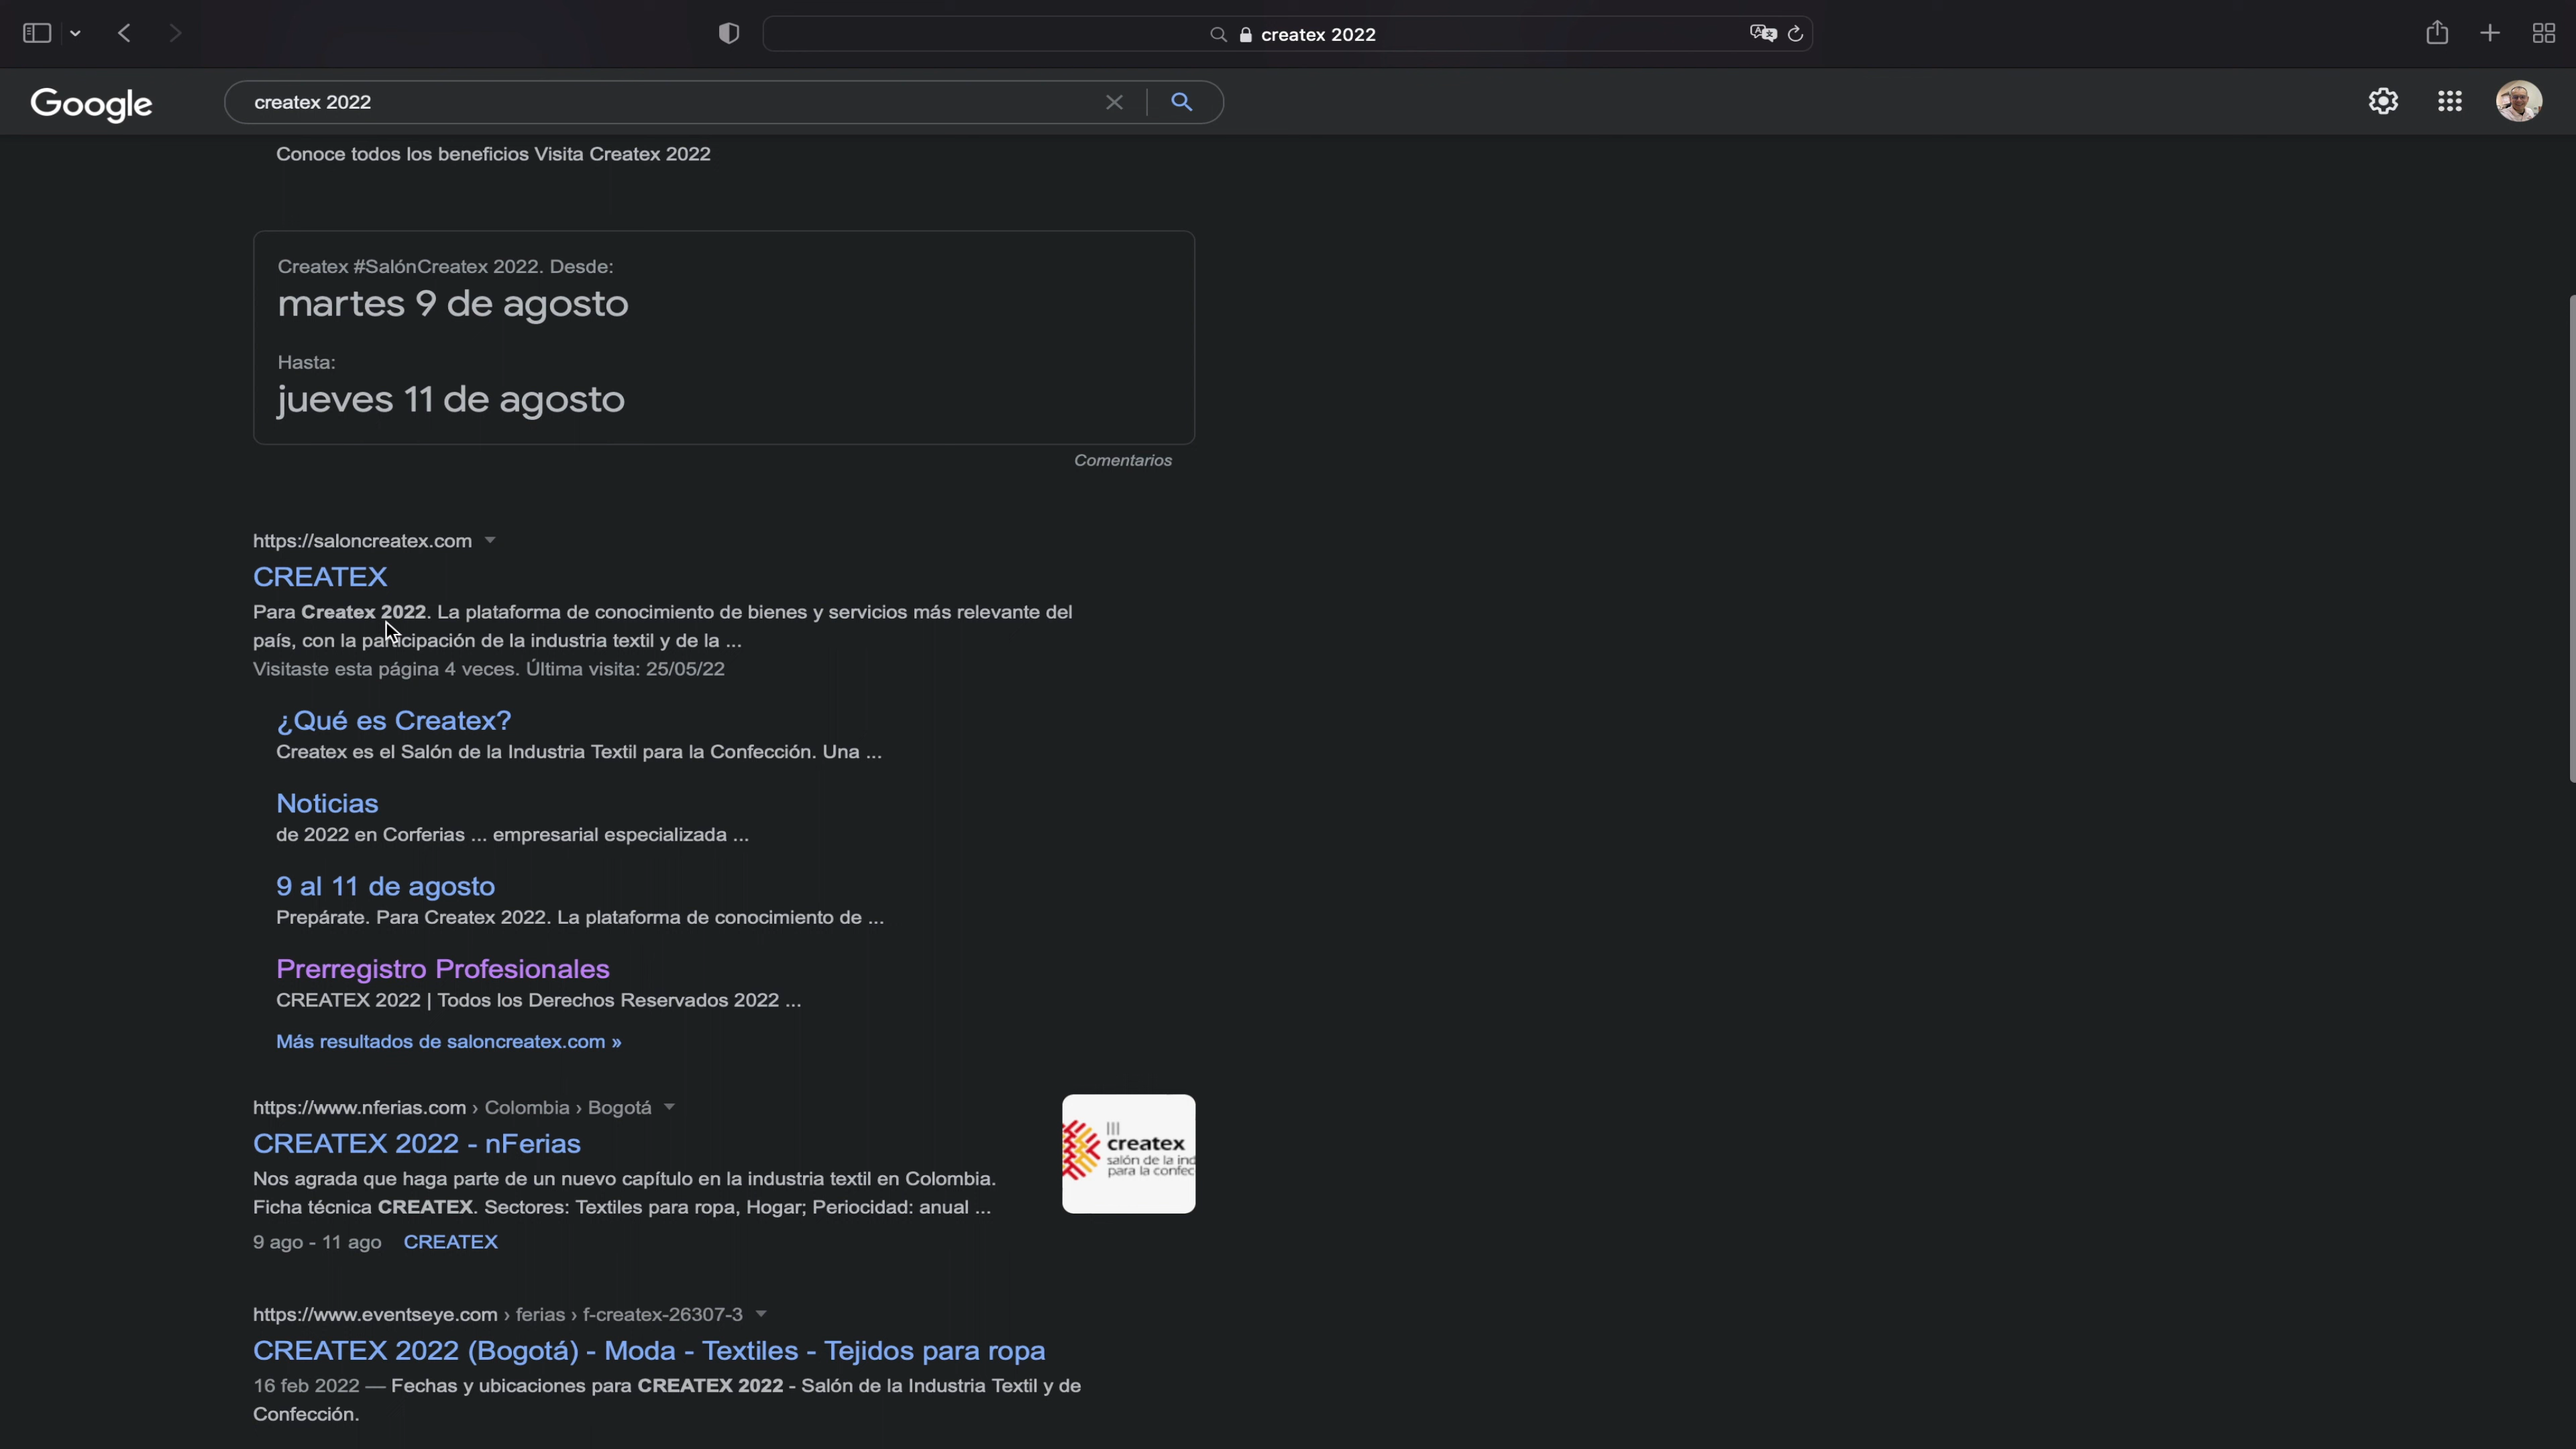 createx 2022
Google
createx 2022
Conoce todos los beneficios Visita Createx 2022
Createx #SalónCreatex 2022. Desde:
martes 9 de agosto
Hasta:
jueves 11 de agosto
Comentarios
https://saloncreatex.com
CREATEX
Para Createx 2022. La plataforma de conocimiento de bienes y servicios más relevante del
país, con la participación de la industria textil y de la ...
Visitaste esta página 4 veces. Última visita: 25/05/22
¿Qué es Createx?
Createx es el Salón de la Industria Textil para la Confección. Una ...
Noticias
de 2022 en Corferias ... empresarial especializada ...
9 al 11 de agosto
Prepárate. Para Createx 2022. La plataforma de conocimiento de ...
Prerregistro Profesionales
CREATEX 2022 | Todos los Derechos Reservados 2022 ...
Más resultados de saloncreatex.com »
https://www.nferias.com › Colombia › Bogotá
CREATEX 2022 - nFerias
Nos agrada que haga parte de un nuevo capítulo en la industria textil en Colombia.
Ficha técnica CREATEX. Sectores: Textiles para ropa, Hogar; Periocidad: anual ...
9 ago - 11 ago CREATEX
III
createx
salón de la ind
para la confec
https://www.eventseye.com › ferias › f-createx-26307-3
CREATEX 2022 (Bogotá) - Moda - Textiles - Tejidos para ropa
16 feb 2022 — Fechas y ubicaciones para CREATEX 2022 - Salón de la Industria Textil y de
Confección.